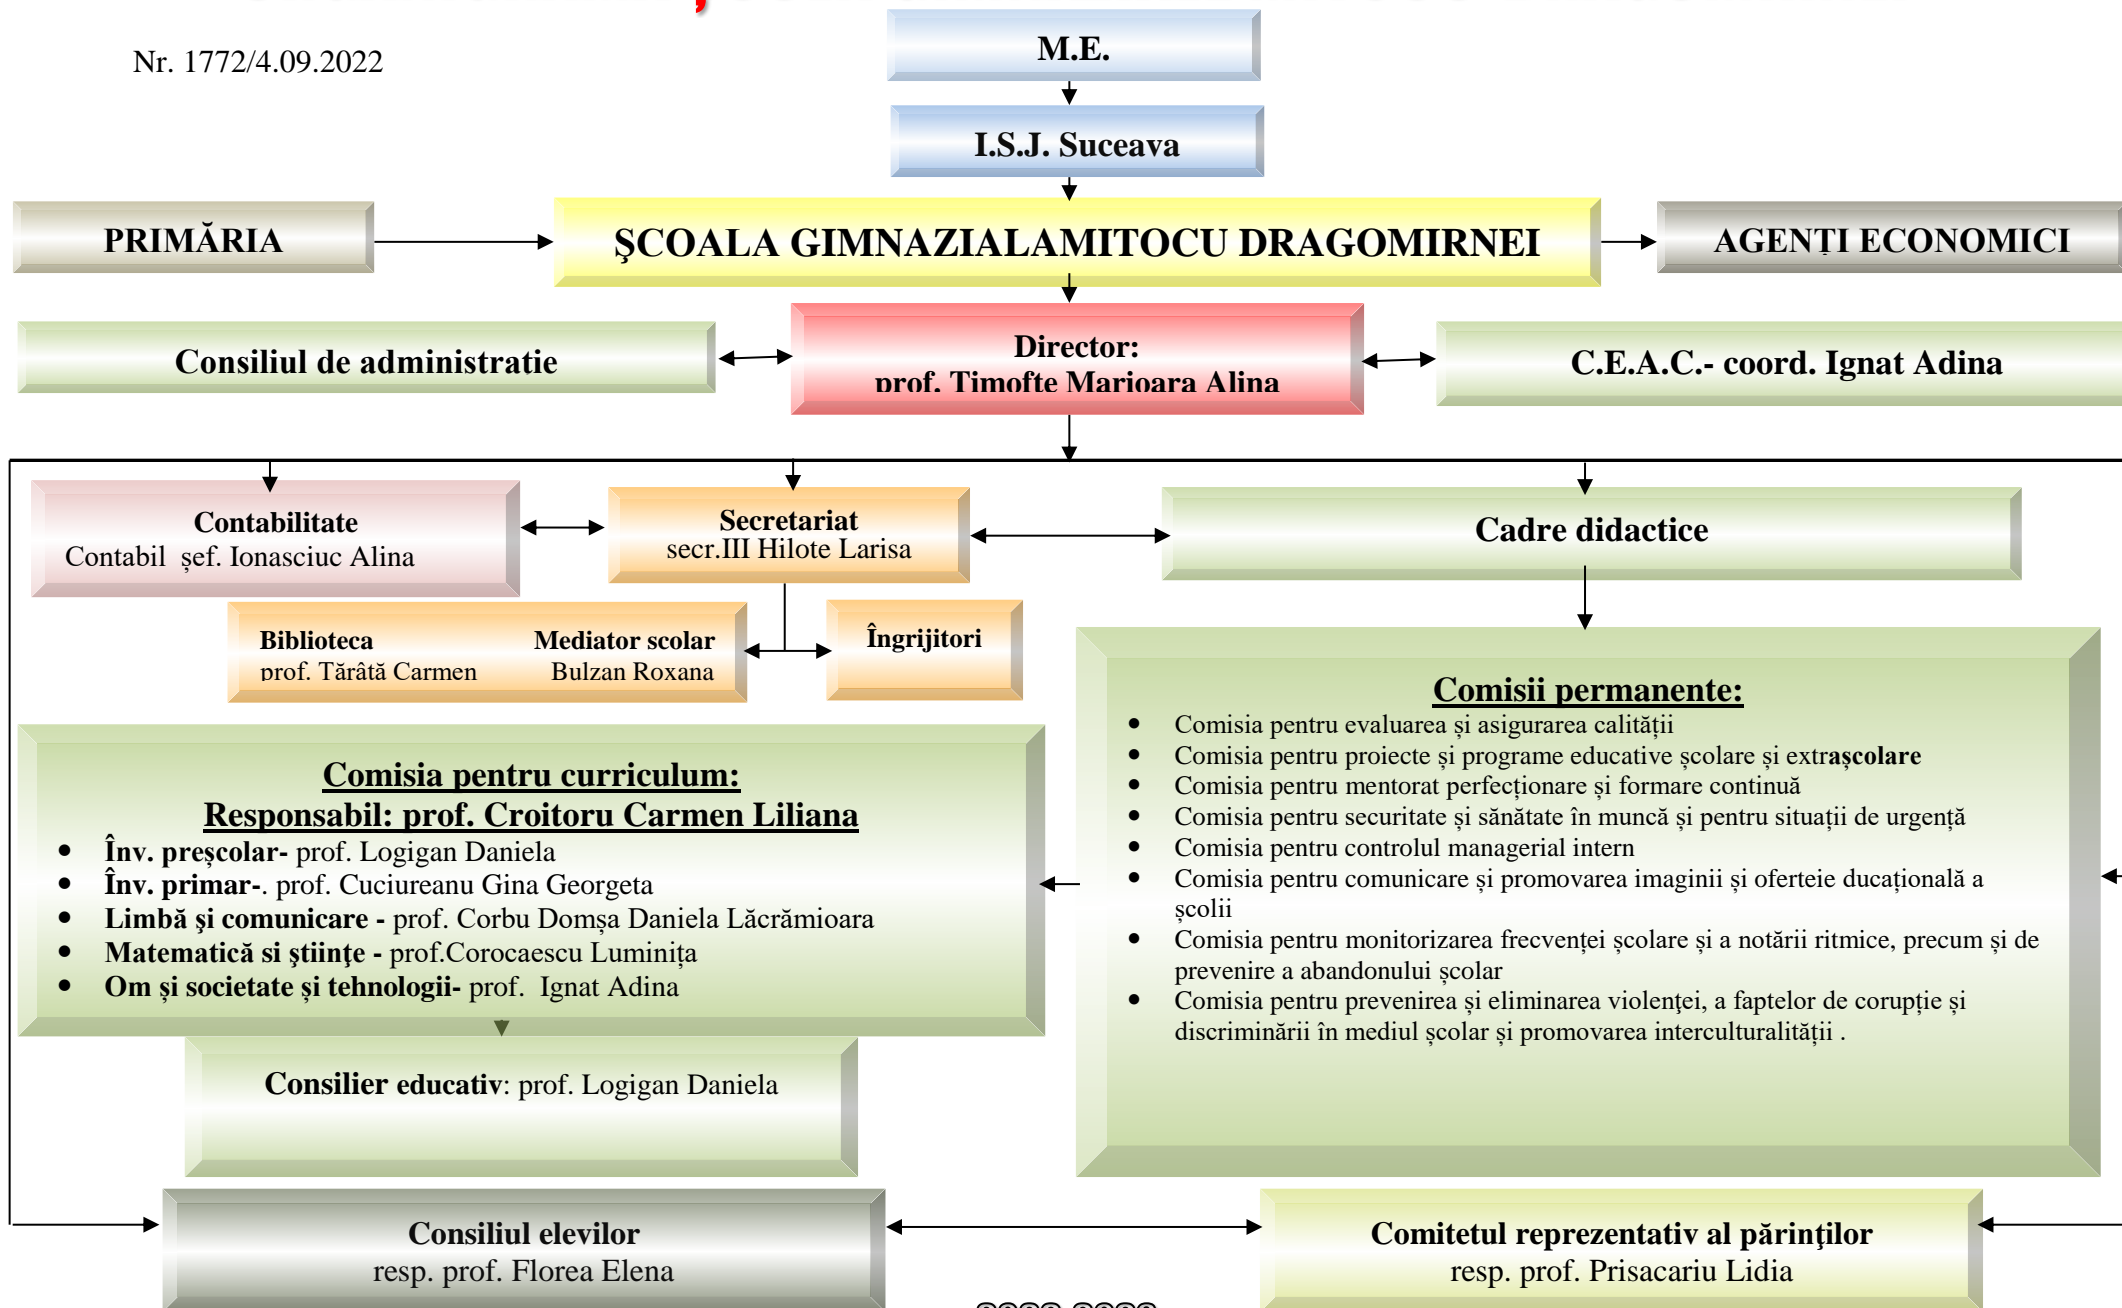 Nr. 1772/4.09.2022
M.E.
I.S.J. Suceava
PRIMĂRIA
ŞCOALA GIMNAZIALAMITOCU DRAGOMIRNEI
AGENȚI ECONOMICI
Consiliul de administratie
Director:
prof. Timofte Marioara Alina
C.E.A.C.- coord. Ignat Adina
Contabilitate
Contabil șef. Ionasciuc Alina
Secretariat
secr.III Hilote Larisa
Cadre didactice
Biblioteca Mediator scolar
prof. Tărâtă Carmen Bulzan Roxana
Îngrijitori
Comisia pentru curriculum:
Responsabil: prof. Croitoru Carmen Liliana
• Înv. preșcolar- prof. Logigan Daniela
• Înv. primar-. prof. Cuciureanu Gina Georgeta
• Limbă şi comunicare - prof. Corbu Domșa Daniela Lăcrămioara
• Matematică si ştiinţe - prof.Corocaescu Luminița
• Om și societate și tehnologii- prof. Ignat Adina
Comisii permanente:
• Comisia pentru evaluarea și asigurarea calității
• Comisia pentru proiecte și programe educative școlare și extrașcolare
• Comisia pentru mentorat perfecționare și formare continuă
• Comisia pentru securitate și sănătate în muncă și pentru situații de urgență
• Comisia pentru controlul managerial intern
• Comisia pentru comunicare și promovarea imaginii și oferteie ducațională a
școlii
• Comisia pentru monitorizarea frecvenței școlare și a notării ritmice, precum și de
prevenire a abandonului școlar
• Comisia pentru prevenirea și eliminarea violenţei, a faptelor de corupție și
discriminării în mediul școlar și promovarea interculturalității .
Consilier educativ: prof. Logigan Daniela
Consiliul elevilor
resp. prof. Florea Elena
Comitetul reprezentativ al părinţilor
resp. prof. Prisacariu Lidia